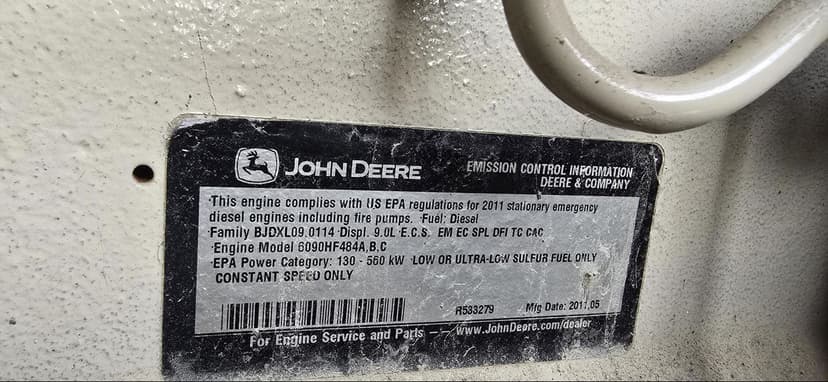 JOHN DEERE
EMISSION CONTROL INFORMATION
DEERE & COMPANY
·This engine complies with US EPA regulations for 2011 stationary emergency
diesel engines including fire pumps. ·Fuel: Diesel
·Family BJDXL09.0114 ·Displ. 9.0L ·E.C.S. EM EC SPL DFI TC CAC
·Engine Model 6090HF484A,B,C
·EPA Power Category: 130 - 560 kW ·LOW OR ULTRA-LOW SULFUR FUEL ONLY
CONSTANT SPEED ONLY
R533279 Mfg Date: 2011.05
For Engine Service and Parts — www.JohnDeere.com/dealer